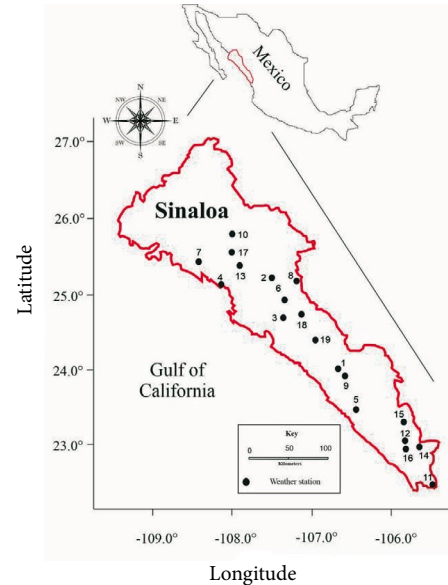 Mexico
N
NW NE
W E
SW SE
S
27.0°
26.0°
25.0°
24.0°
23.0°
Latitude
Sinaloa
10
17
7
13
4
2
8
6
3
18
19
1
9
5
15
12
16
14
11
Gulf of
California
Key
0 50 100
Kilometers
Weather station
-109.0° -108.0° -107.0° -106.0°
Longitude